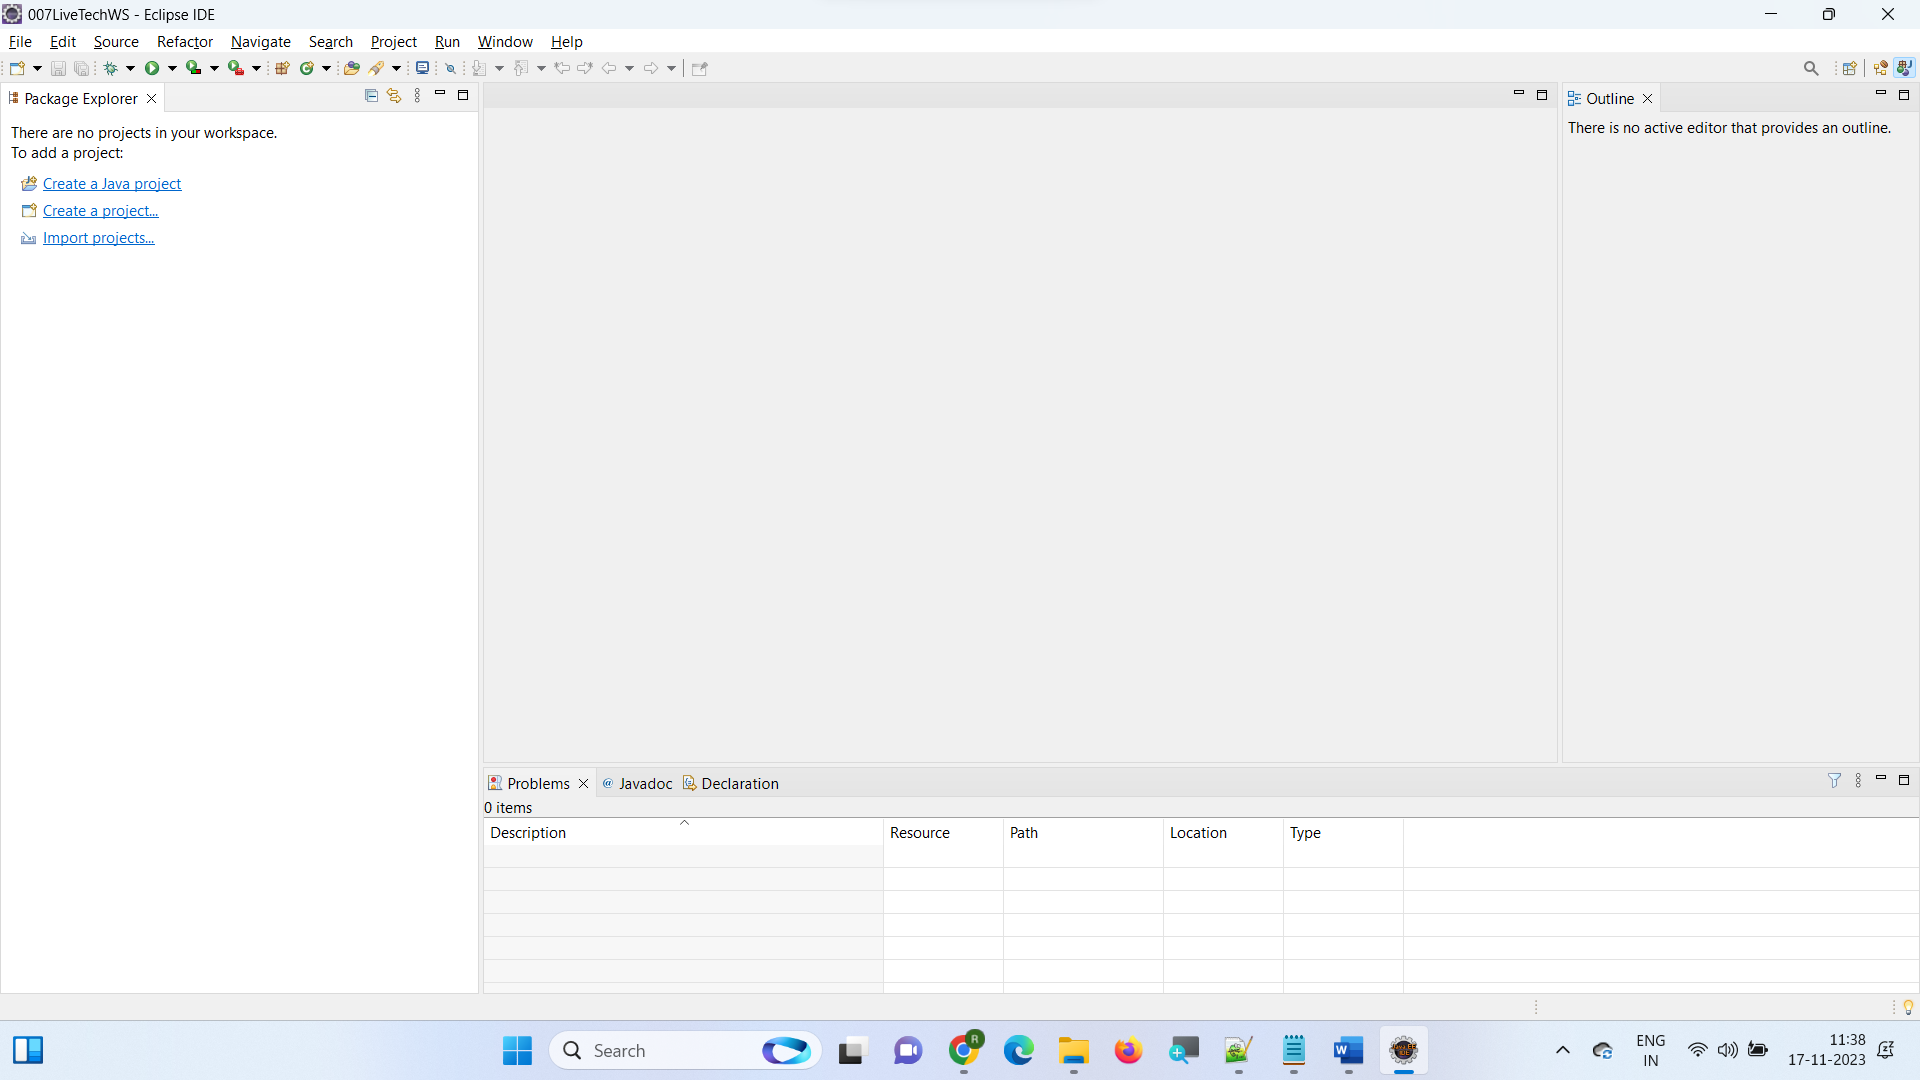 007LiveTechWS - Eclipse IDE
File Edit Source Refactor Navigate Search Project Run Window Help
Package Explorer
There are no projects in your workspace.
To add a project:
Create a Java project
Create a project...
Import projects...
Outline
There is no active editor that provides an outline.
Problems @ Javadoc Declaration
0 items
Description Resource Path Location Type
Search
R
W
IDE
ENG
IN
11:38
17-11-2023